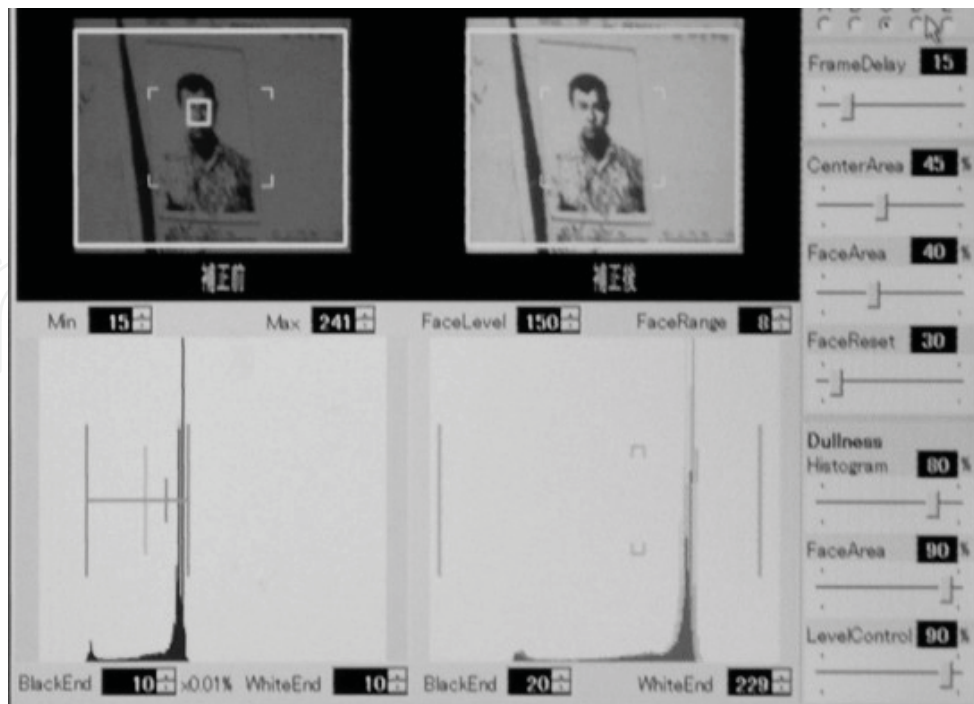 補正前
補正後
Min 15
Max 241
FaceLevel 150
FaceRange 8
BlackEnd 10 ×0.01%
WhiteEnd 10
BlackEnd 20
WhiteEnd 229
FrameDelay 15
CenterArea 45 %
FaceArea 40 %
FaceReset 30
Dullness
Histogram 80 %
FaceArea 90 %
LevelControl 90 %